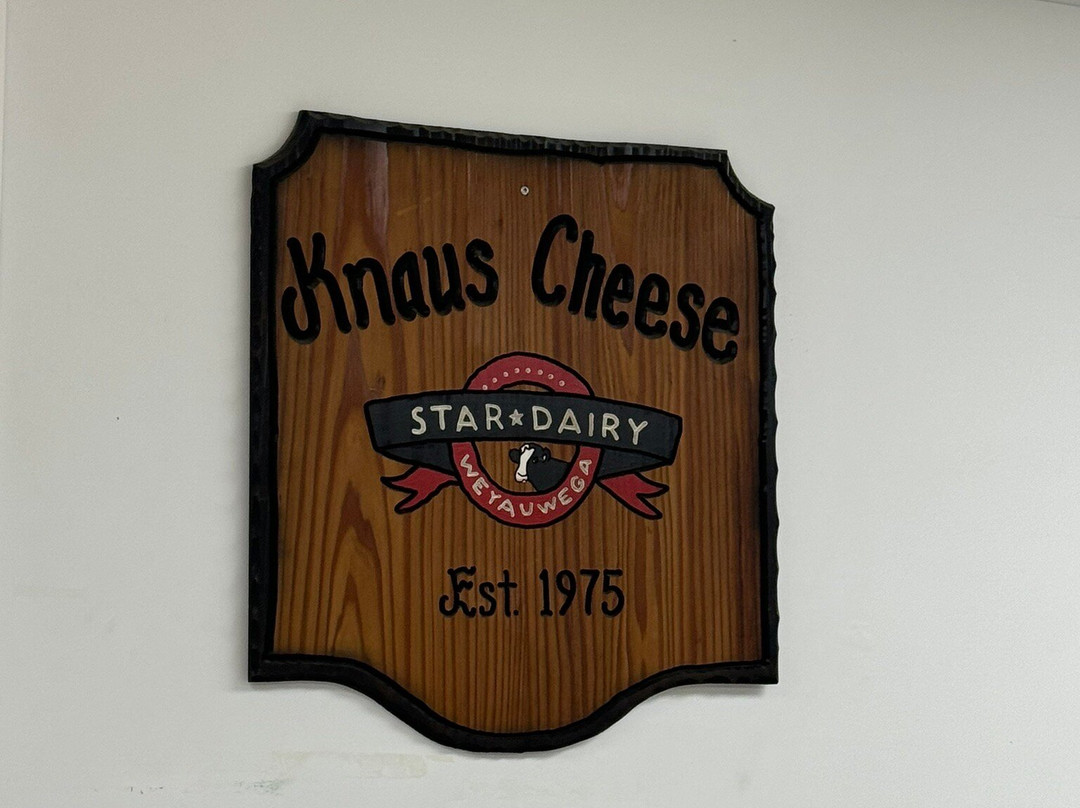 Knaus Cheese
STAR★DAIRY
WEYAUWEGA
Est. 1975